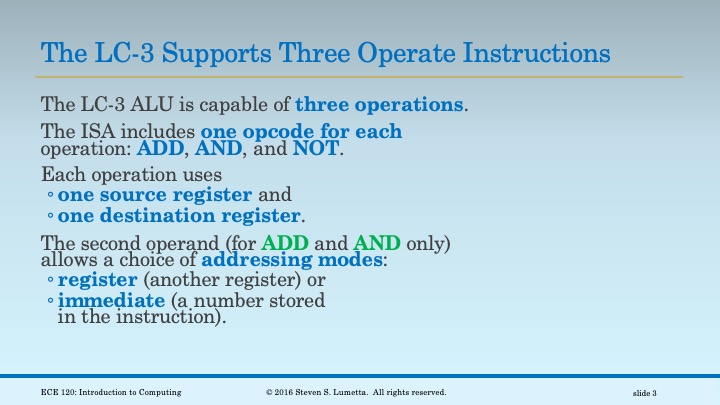 The LC-3 Supports Three Operate Instructions
The LC-3 ALU is capable of three operations.
The ISA includes one opcode for each
operation: ADD, AND, and NOT.
Each operation uses
◦ one source register and
◦ one destination register.
The second operand (for ADD and AND only)
allows a choice of addressing modes:
◦ register (another register) or
◦ immediate (a number stored
in the instruction).
ECE 120: Introduction to Computing
© 2016 Steven S. Lumetta. All rights reserved.
slide 3